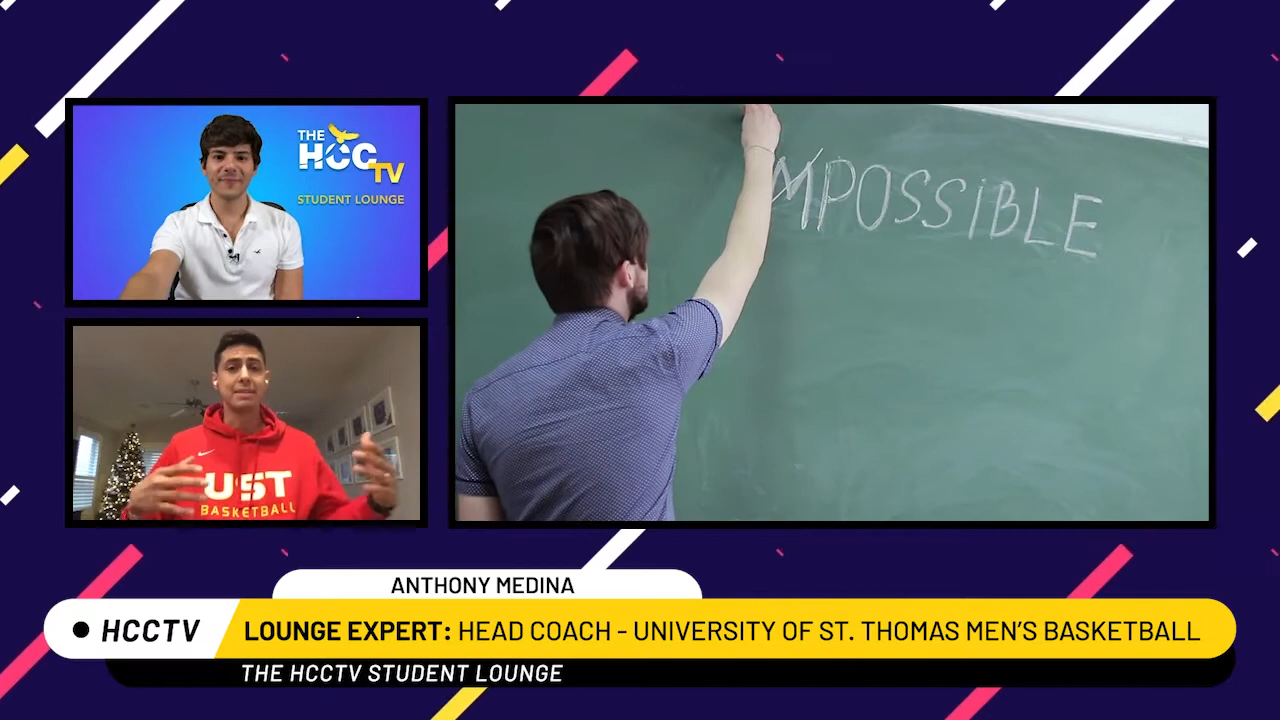 THE
HCC
TV
STUDENT LOUNGE
MPOSSiBLE
UST
BASKETBALL
ANTHONY MEDINA
HCCTV
LOUNGE EXPERT: HEAD COACH - UNIVERSITY OF ST. THOMAS MEN'S BASKETBALL
THE HCCTV STUDENT LOUNGE